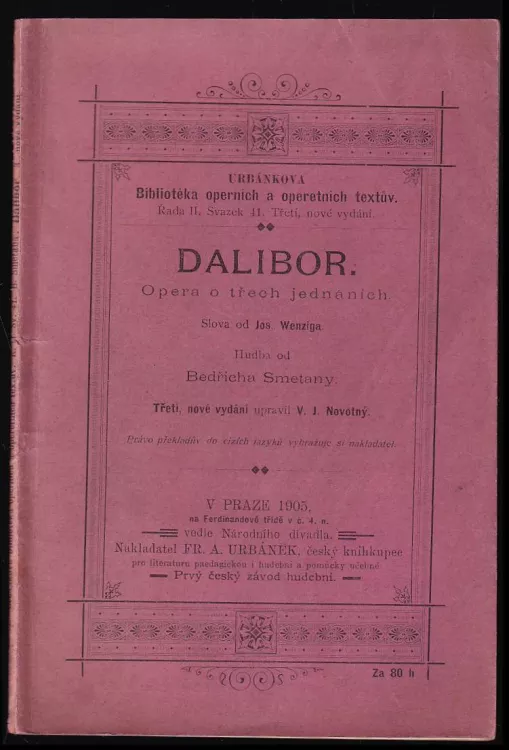 URBÁNKOVA
Bibliotéka operních a operetních textův.
Řada II. Svazek 11. Třetí, nové vydání.
DALIBOR.
Opera o třech jednáních.
Slova od Jos. Wenziga.
Hudba od
Bedřicha Smetany.
Třetí, nové vydání upravil V. J. Novotný.
Právo překladův do cizích jazyků vyhražuje si nakladatel.
V PRAZE 1905,
na Ferdinandově třídě v č. 4. n.
vedle Národního divadla.
Nakladatel FR. A. URBÁNEK, český knihkupec
pro literaturu paedagogickou i hudební a pomůcky učebné
Prvý český závod hudební.
Za 80 h
DALIBOR.